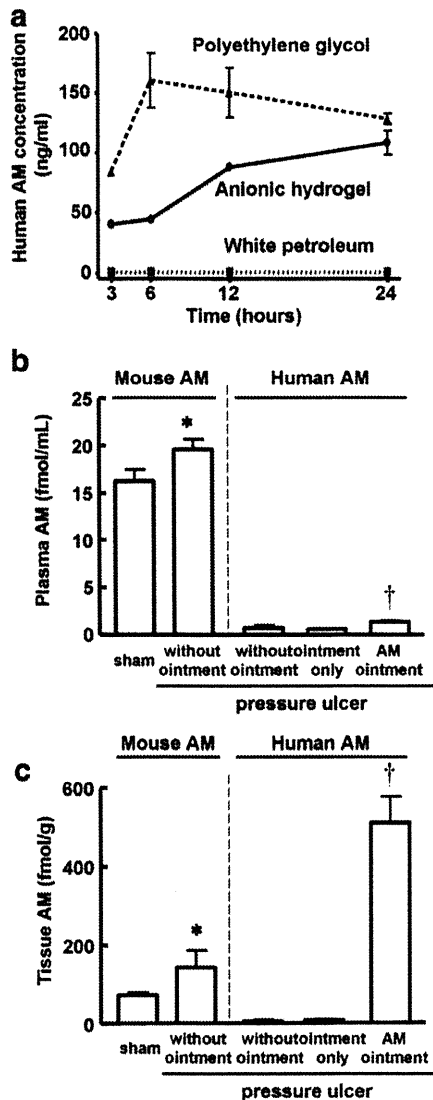 a
Human AM concentration
(ng/ml)
200
150
100
50
0
Polyethylene glycol
Anionic hydrogel
White petroleum
3 6 12 24
Time (hours)
b
Mouse AM Human AM
Plasma AM (fmol/mL)
25
20
15
10
5
0
*
†
sham
without
ointment
without
ointment
ointment
only
AM
ointment
pressure ulcer
Mouse AM Human AM
c
Tissue AM (fmol/g)
600
400
200
0
*
†
sham
without
ointment
without
ointment
ointment
only
AM
ointment
pressure ulcer